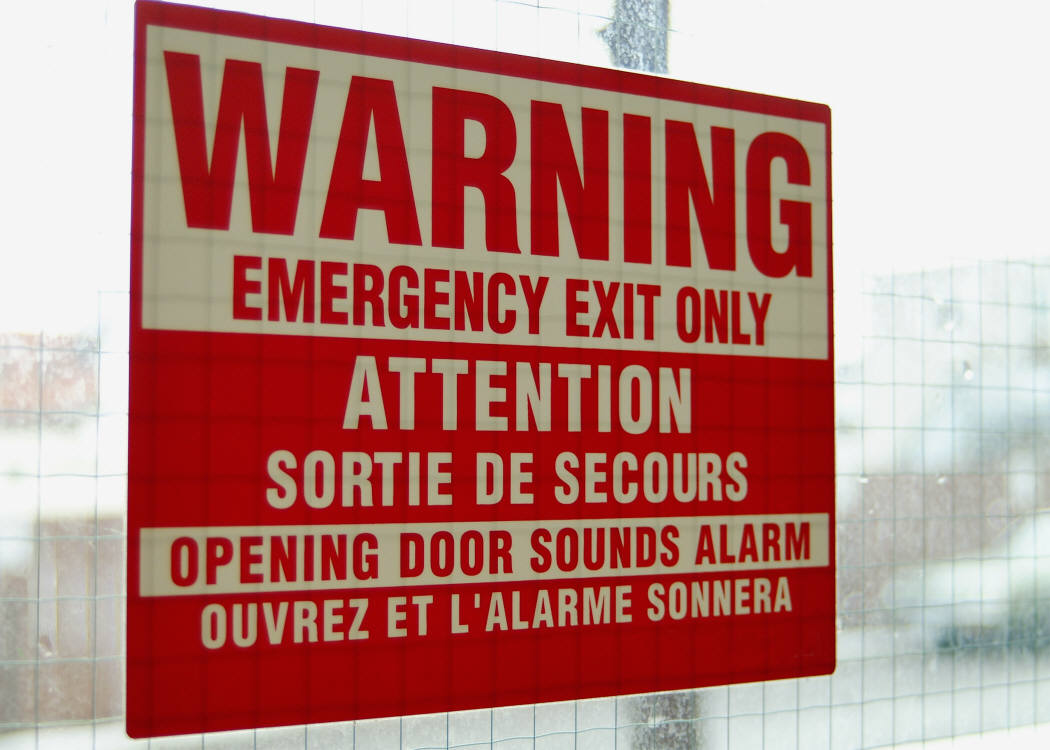 WARNING
EMERGENCY EXIT ONLY
ATTENTION
SORTIE DE SECOURS
OPENING DOOR SOUNDS ALARM
OUVREZ ET L'ALARME SONNERA